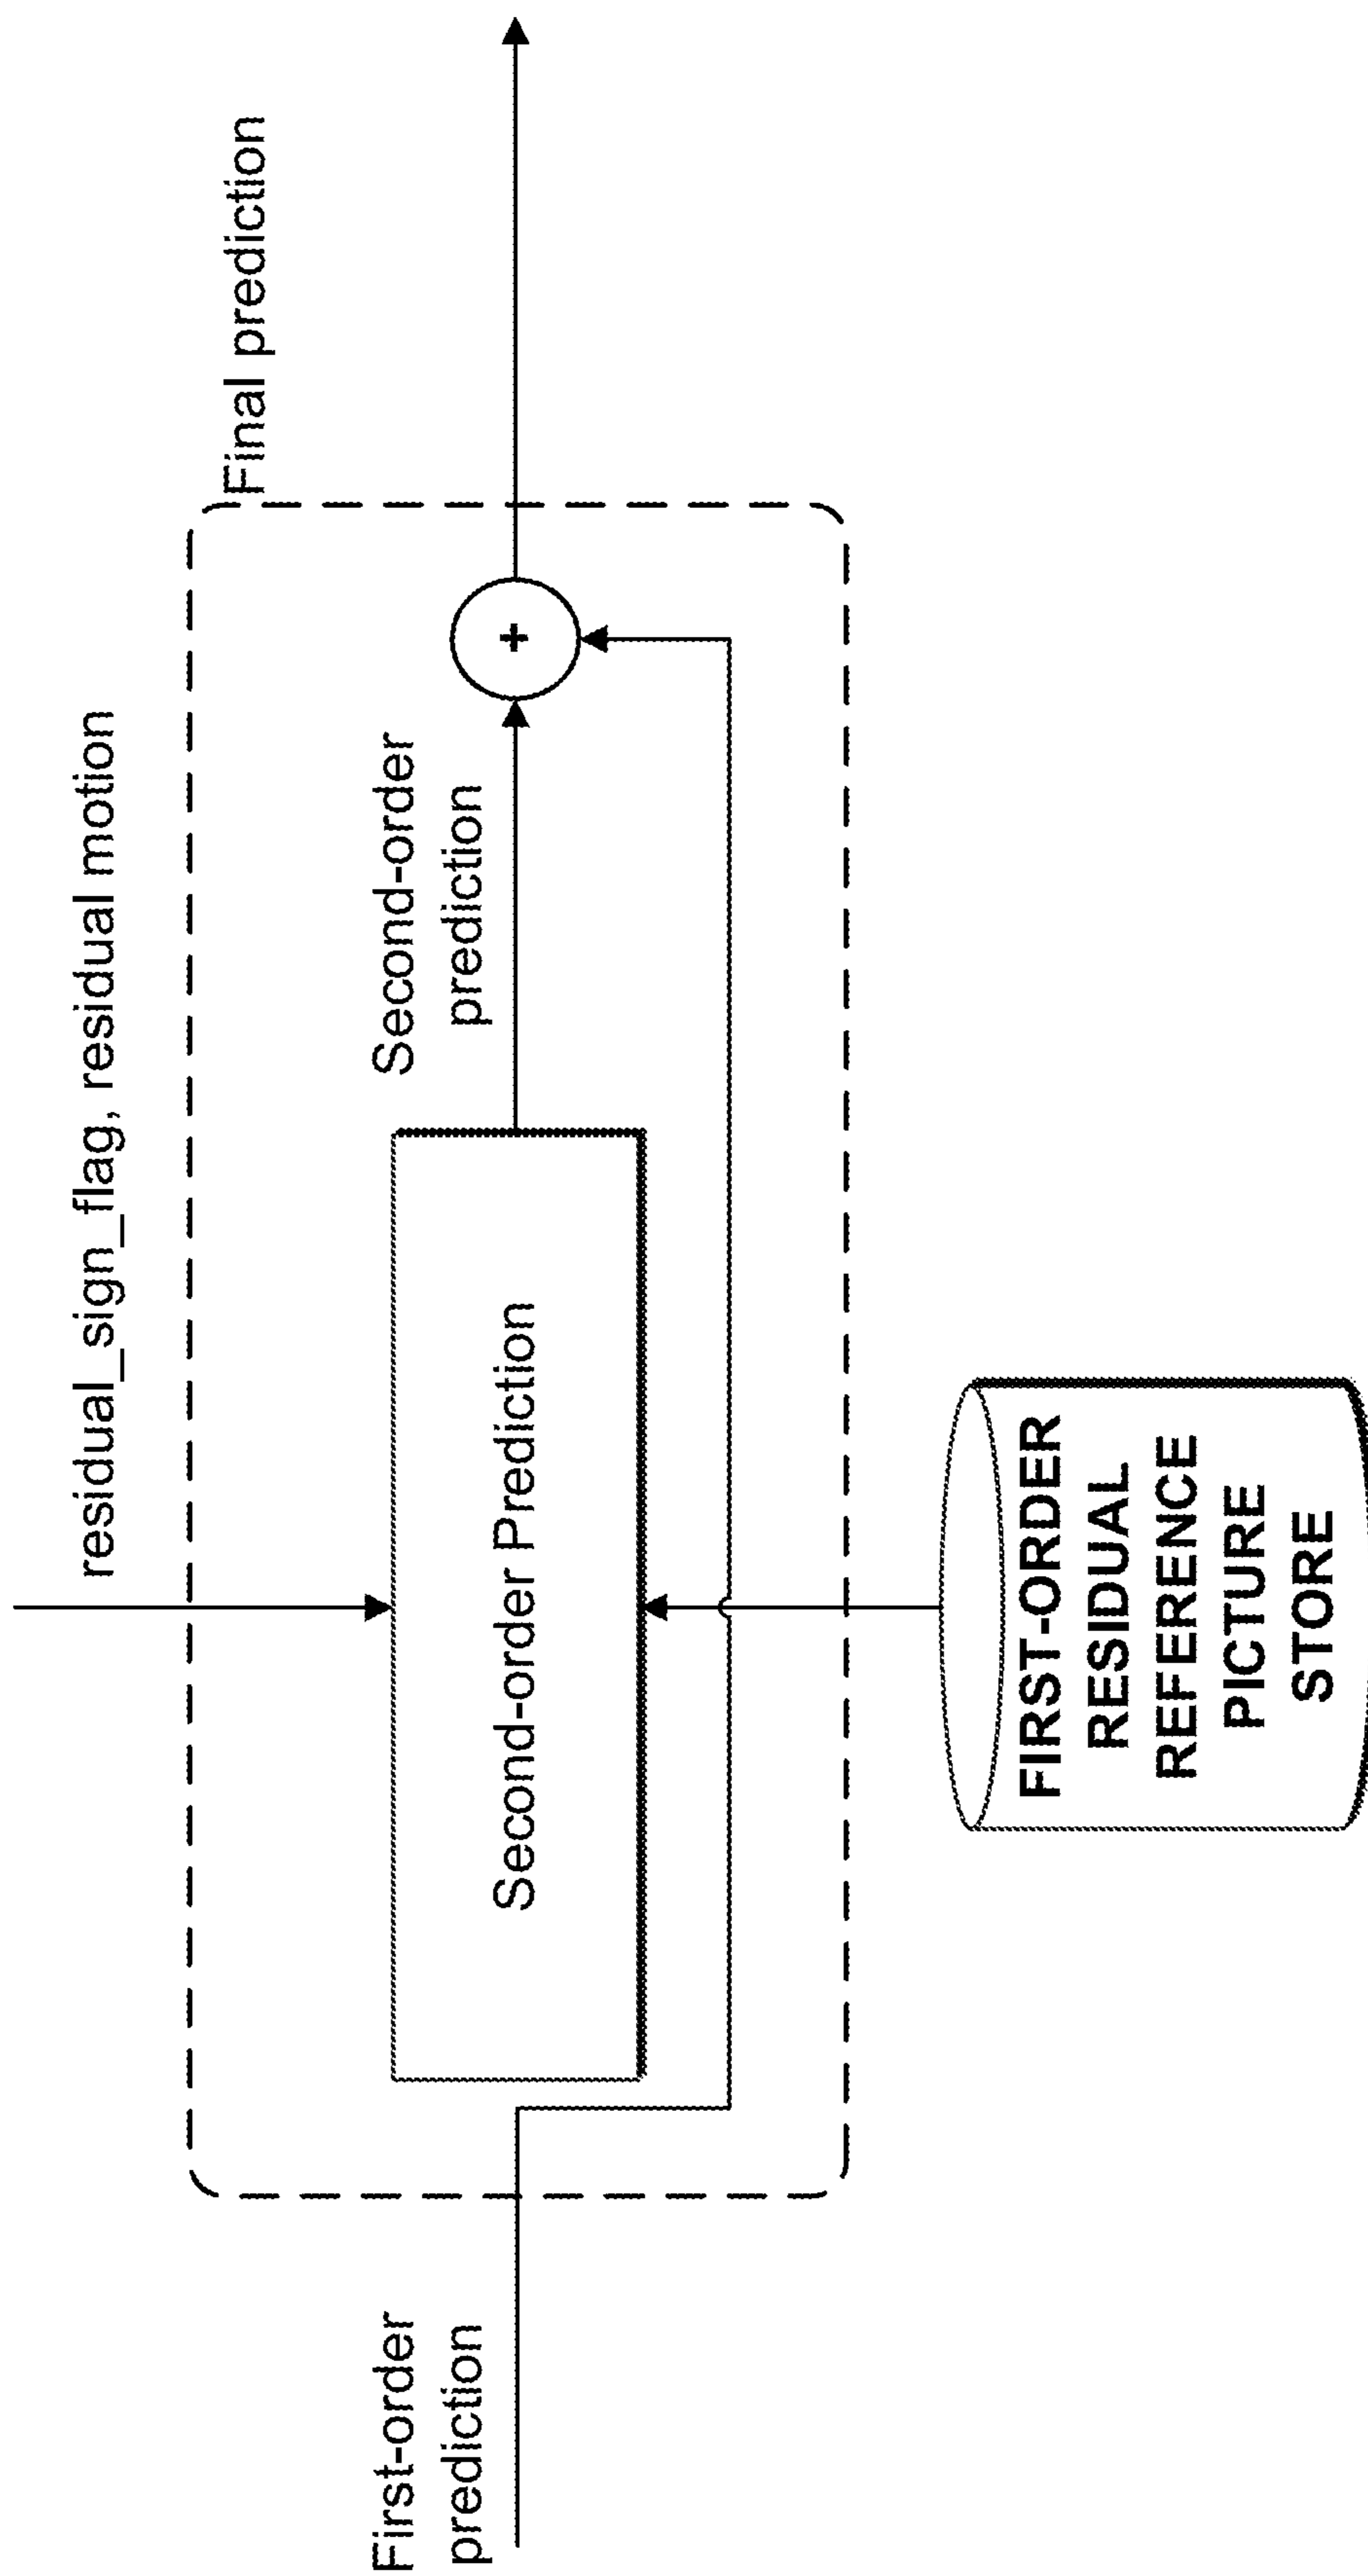 residual_sign_flag, residual motion
First-order
prediction
Second-order Prediction
Second-order
prediction
Final prediction
+
FIRST-ORDER
RESIDUAL
REFERENCE
PICTURE
STORE